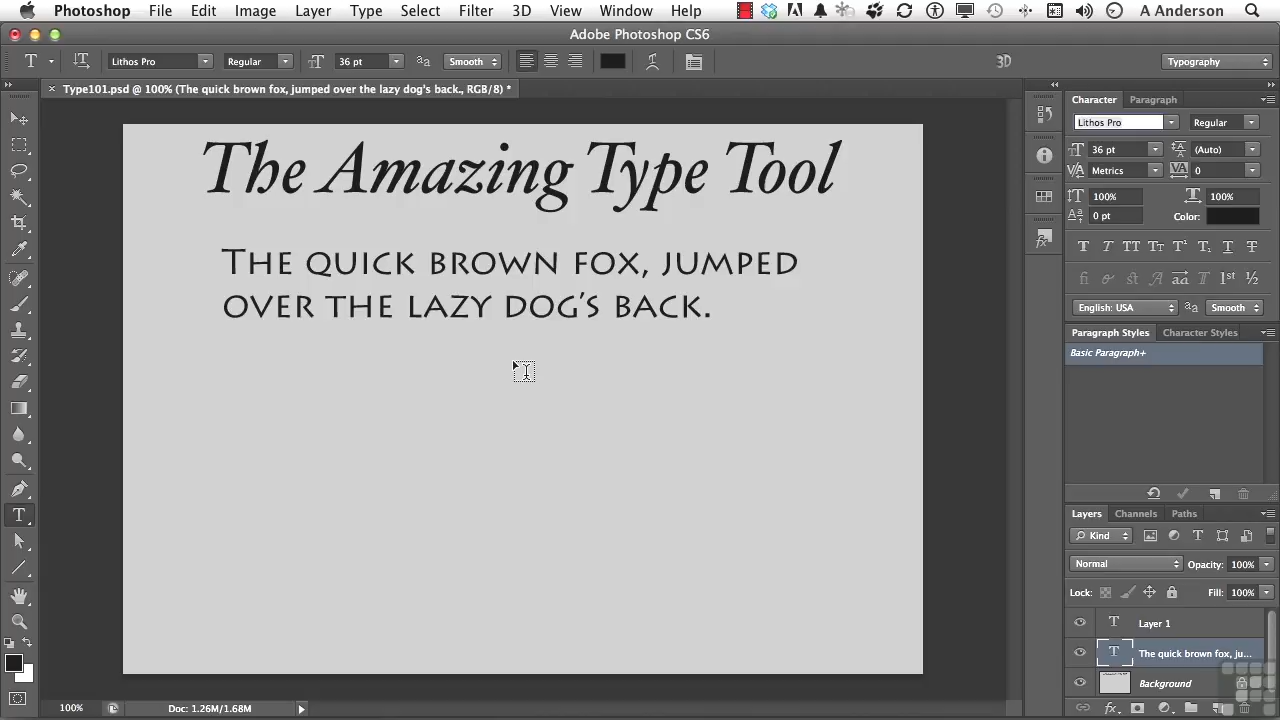 Photoshop File Edit Image Layer Type Select Filter 3D View Window Help A Anderson
Adobe Photoshop CS6
T Lithos Pro Regular 36 pt Smooth 3D Typography
Type101.psd @ 100% (The quick brown fox, jumped over the lazy dog's back., RGB/8) *
Character Paragraph
Lithos Pro Regular
36 pt (Auto)
Metrics 0
100% 100%
0 pt Color:
English: USA Smooth
Paragraph Styles Character Styles
Basic Paragraph+
The Amazing Type Tool
The quick brown fox, jumped
over the lazy dog's back.
Layers Channels Paths
Kind
Normal Opacity: 100%
Lock: Fill: 100%
Layer 1
The quick brown fox, ju...
Background
100% Doc: 1.26M/1.68M